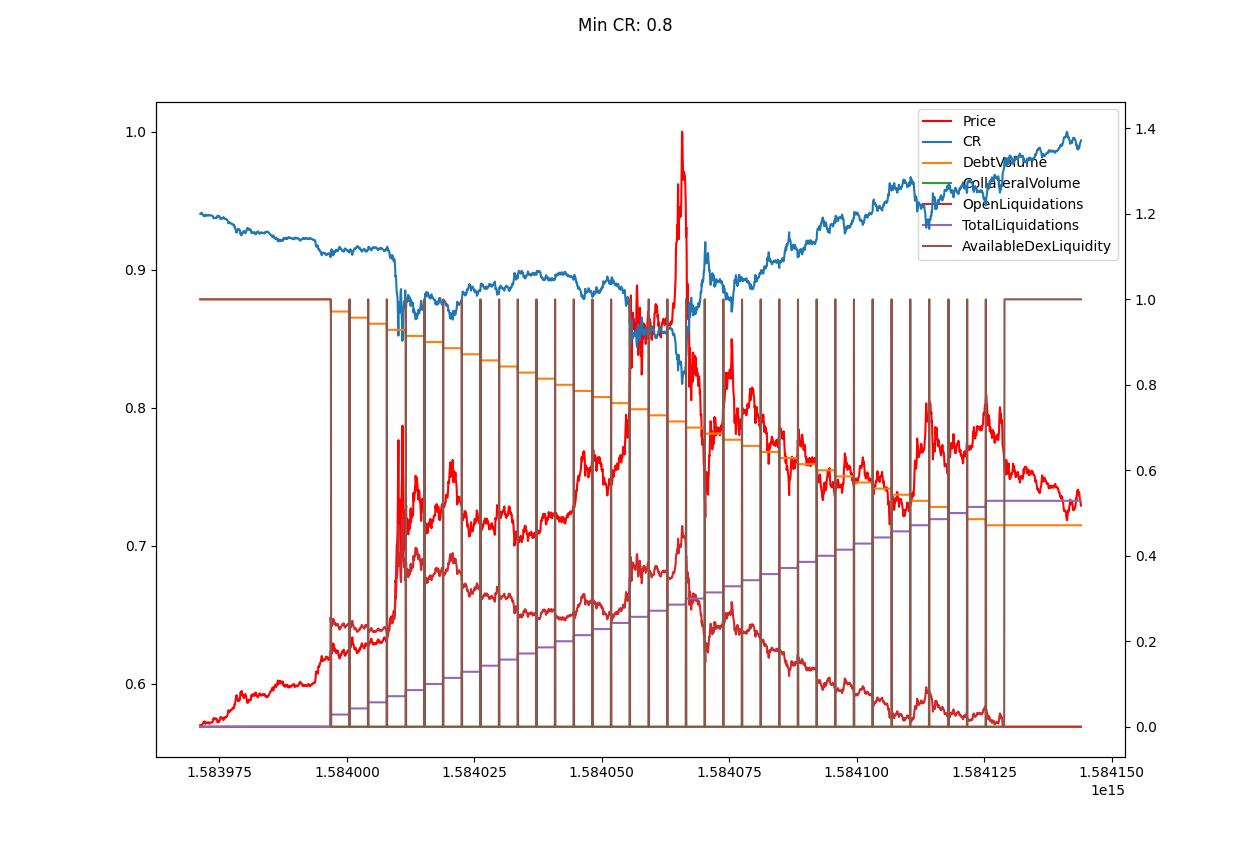 Min CR: 0.8
1.0
0.9
0.8
0.7
0.6
1.4
1.2
1.0
0.8
0.6
0.4
0.2
0.0
Price
CR
DebtVolume
CollateralVolume
OpenLiquidations
TotalLiquidations
AvailableDexLiquidity
1.583975 1.584000 1.584025 1.584050 1.584075 1.584100 1.584125 1.584150
1e15